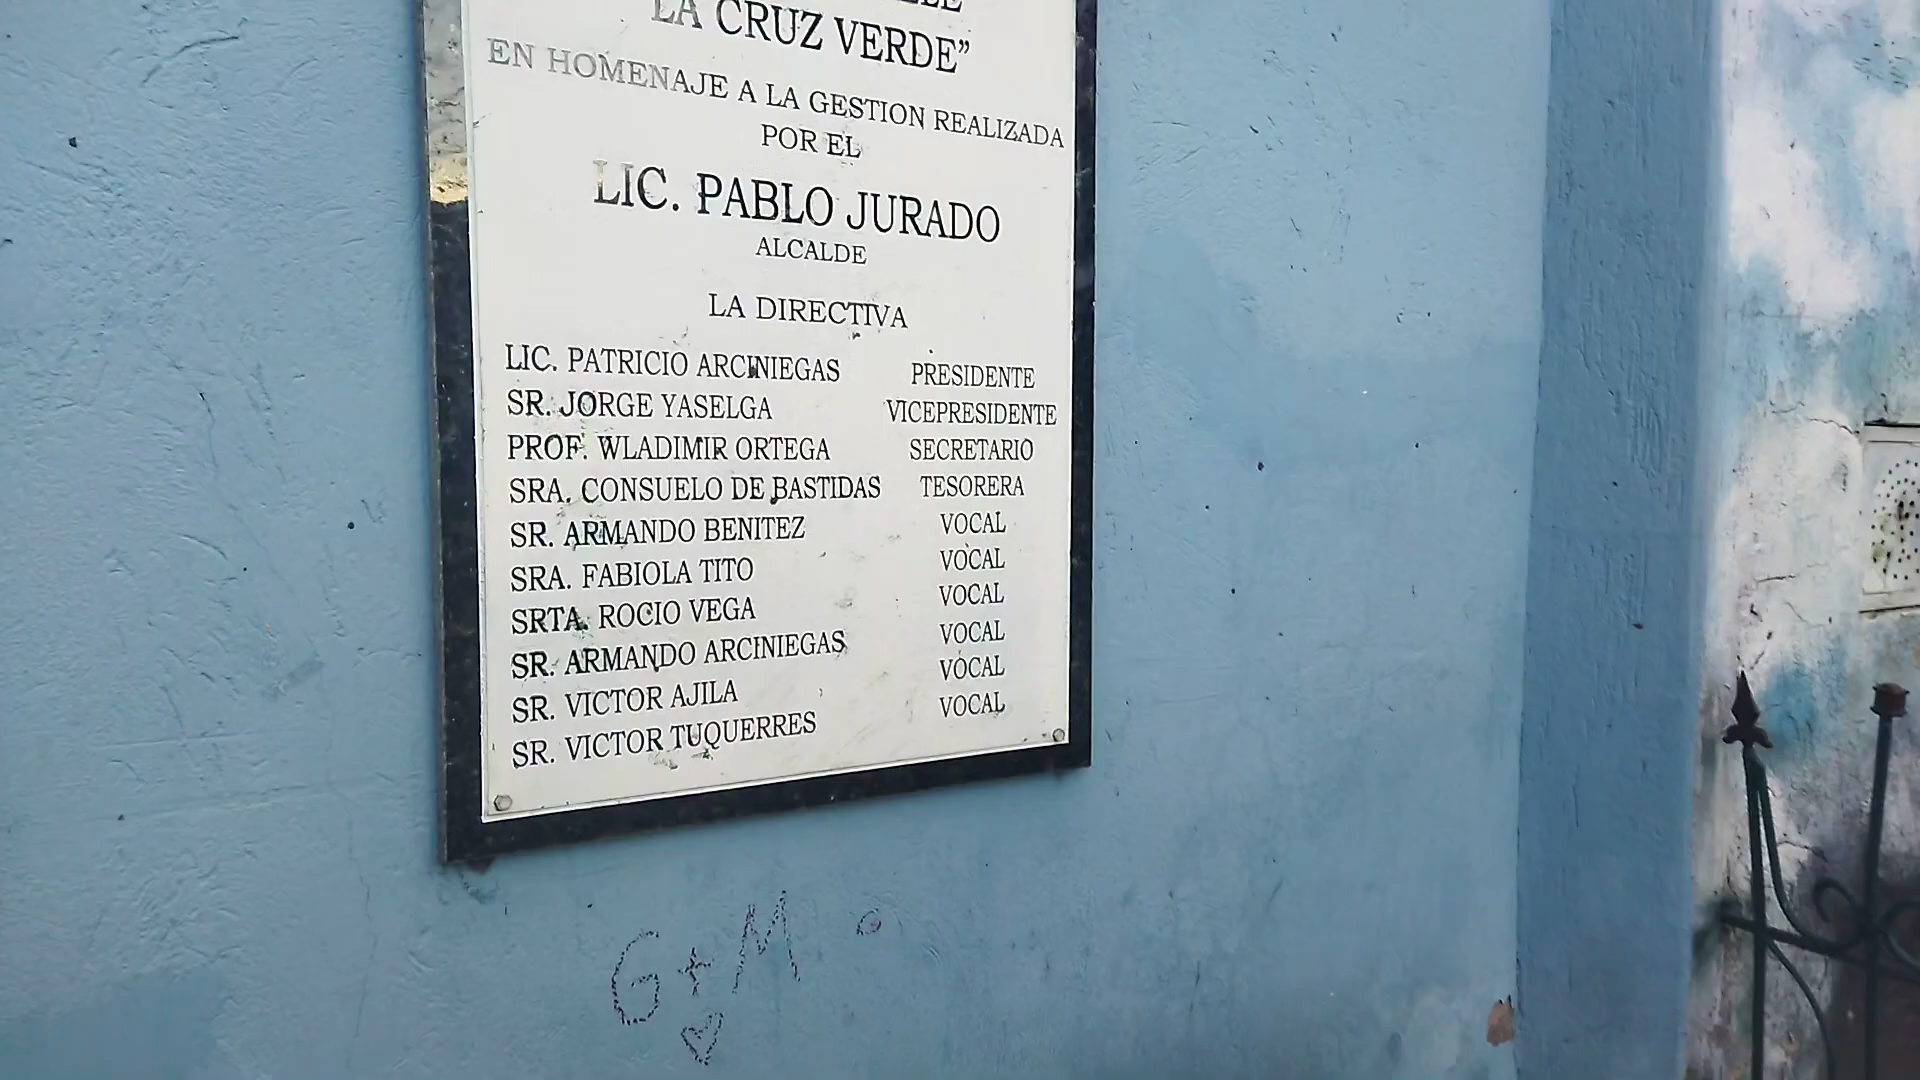 LA CRUZ VERDE”
EN HOMENAJE A LA GESTION REALIZADA
POR EL
LIC. PABLO JURADO
ALCALDE
LA DIRECTIVA
LIC. PATRICIO ARCINIEGAS PRESIDENTE
SR. JORGE YASELGA VICEPRESIDENTE
PROF. WLADIMIR ORTEGA SECRETARIO
SRA. CONSUELO DE BASTIDAS TESORERA
SR. ARMANDO BENITEZ VOCAL
SRA. FABIOLA TITO VOCAL
SRTA. ROCIO VEGA VOCAL
SR. ARMANDO ARCINIEGAS VOCAL
SR. VICTOR AJILA VOCAL
SR. VICTOR TUQUERRES VOCAL
G+M